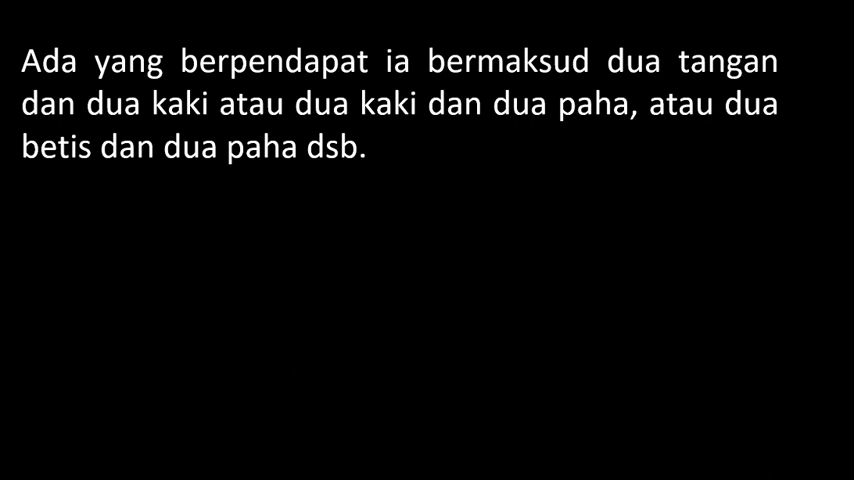 Ada yang berpendapat ia bermaksud dua tangan
dan dua kaki atau dua kaki dan dua paha, atau dua
betis dan dua paha dsb.